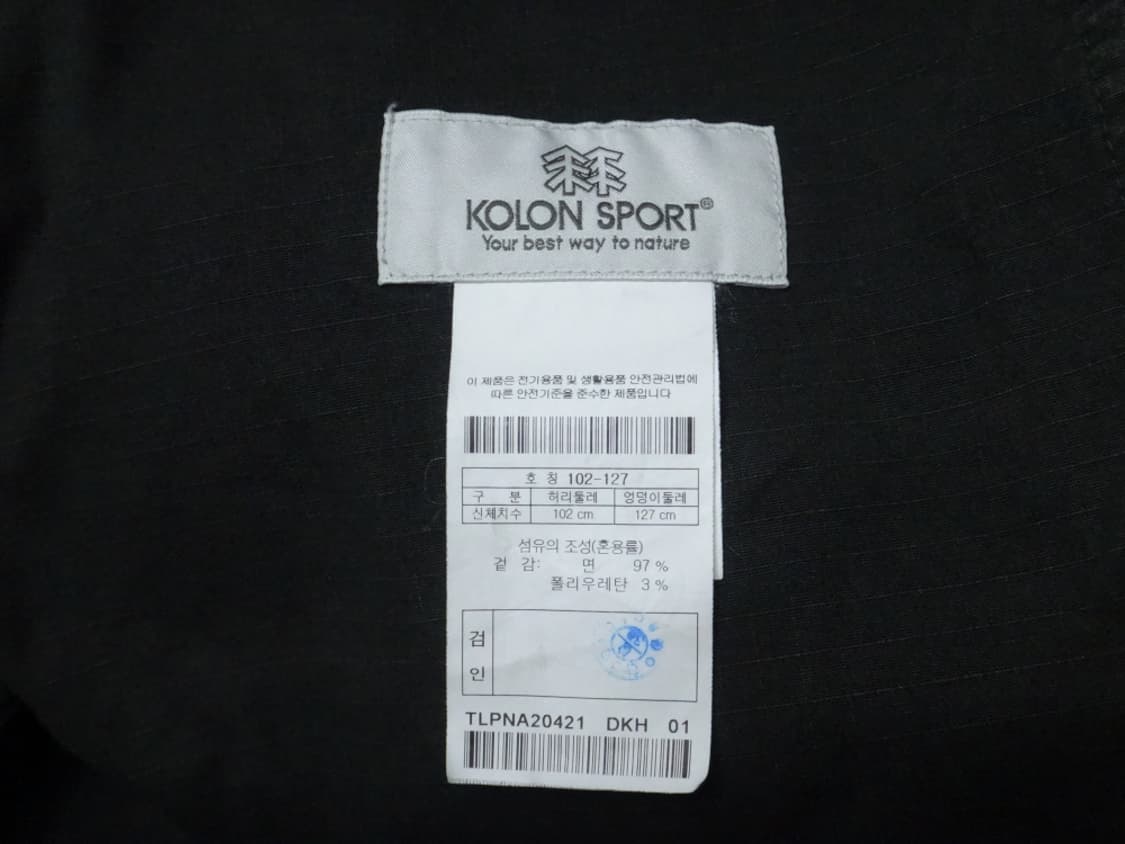 KOLON SPORT®
Your best way to nature
이 제품은 전기용품 및 생활용품 안전관리법에
따른 안전기준을 준수한 제품입니다
호 칭 102-127
구 분 허리둘레 엉덩이둘레
신체치수 102 cm 127 cm
섬유의 조성(혼용률)
겉 감: 면 97 %
폴리우레탄 3 %
검
인
TLPNA20421 DKH 01